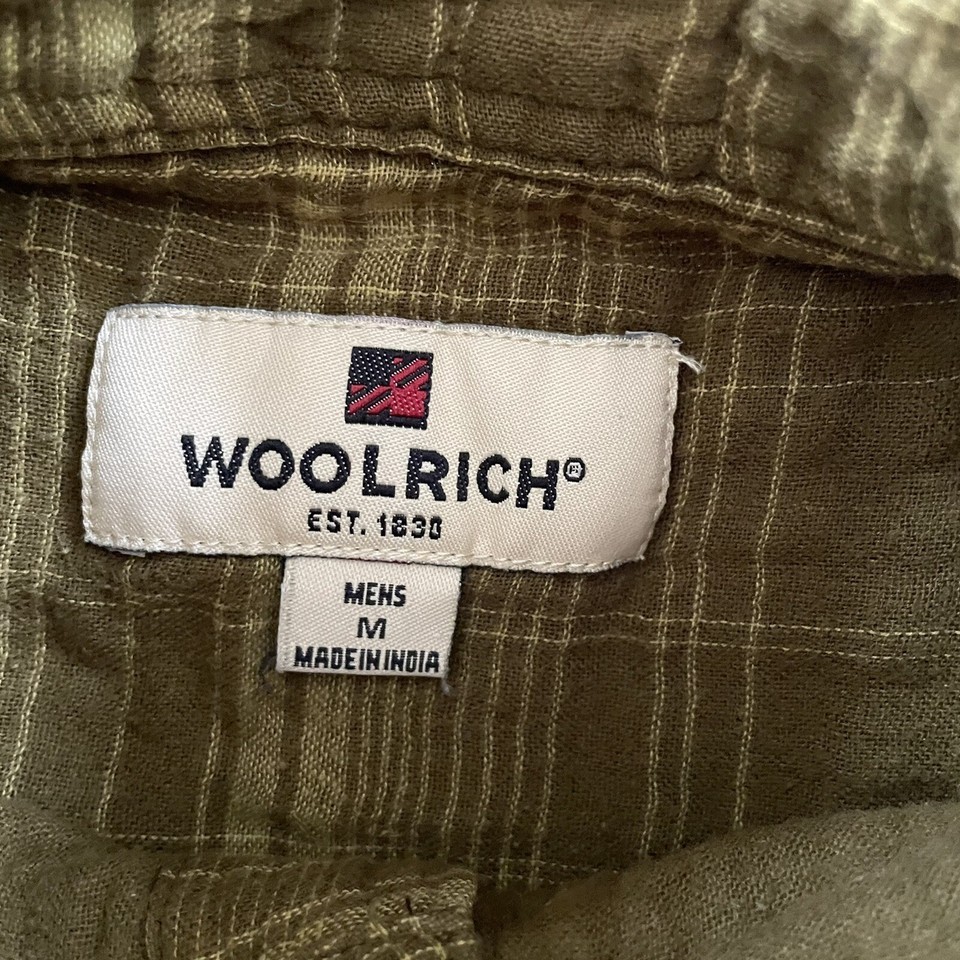 WOOLRICH®
EST. 1830
MENS
M
MADE IN INDIA